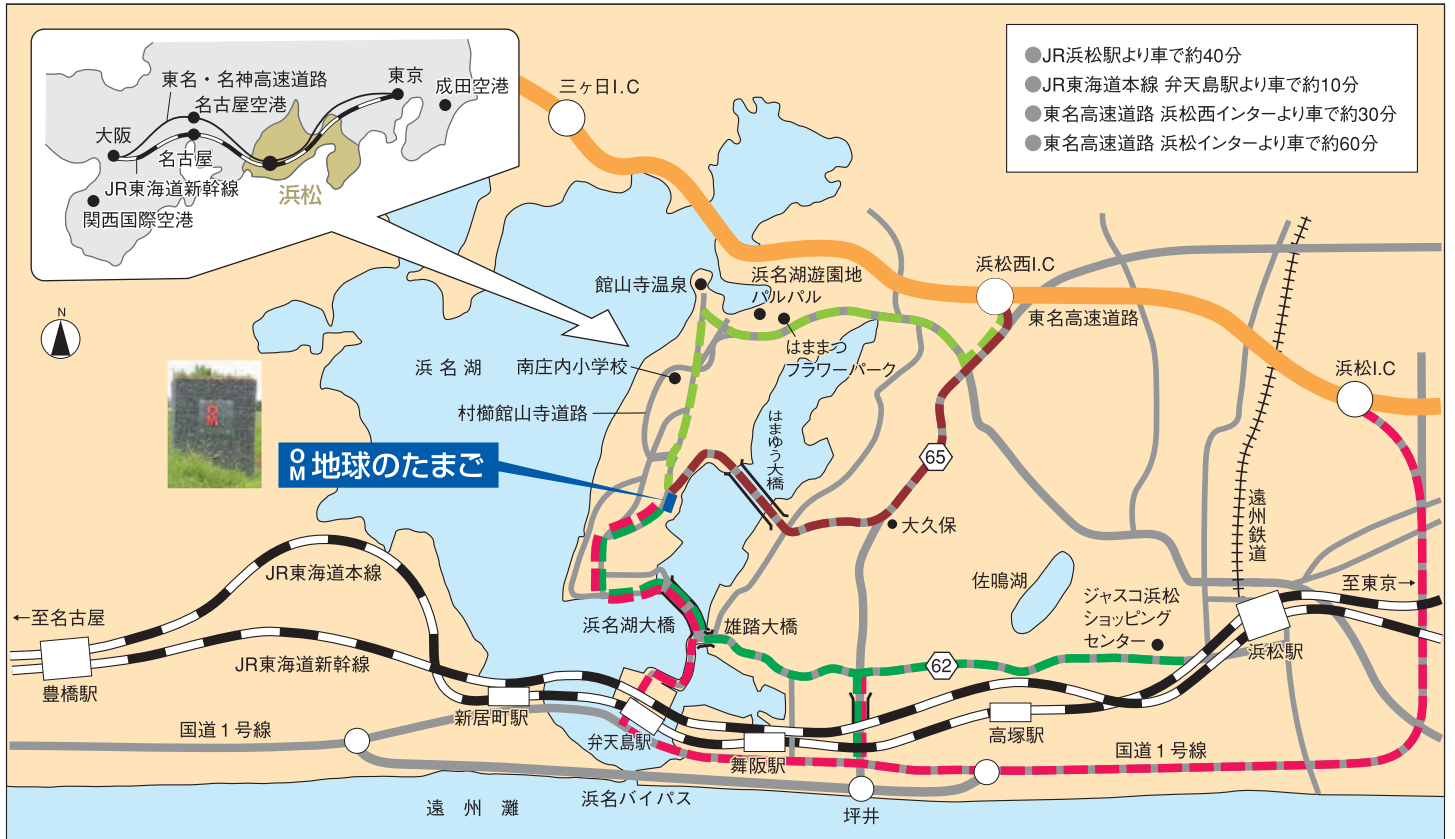 東名・名神高速道路
名古屋空港
東京
成田空港
大阪
名古屋
JR東海道新幹線
浜松
関西国際空港
●JR浜松駅より車で約40分
●JR東海道本線 弁天島駅より車で約10分
●東名高速道路 浜松西インターより車で約30分
●東名高速道路 浜松インターより車で約60分
三ヶ日I.C
N
館山寺温泉
浜名湖遊園地
パルパル
浜松西I.C
東名高速道路
はままつ
フラワーパーク
浜名湖
南庄内小学校
浜松I.C
村櫛館山寺道路
はまゆう大橋
OM
OM 地球のたまご
65
大久保
遠州鉄道
JR東海道本線
佐鳴湖
至東京→
ジャスコ浜松
ショッピング
センター
←至名古屋
浜名湖大橋
雄踏大橋
浜松駅
JR東海道新幹線
62
豊橋駅
新居町駅
国道1号線
弁天島駅
高塚駅
舞阪駅
国道1号線
浜名バイパス
遠州灘
坪井